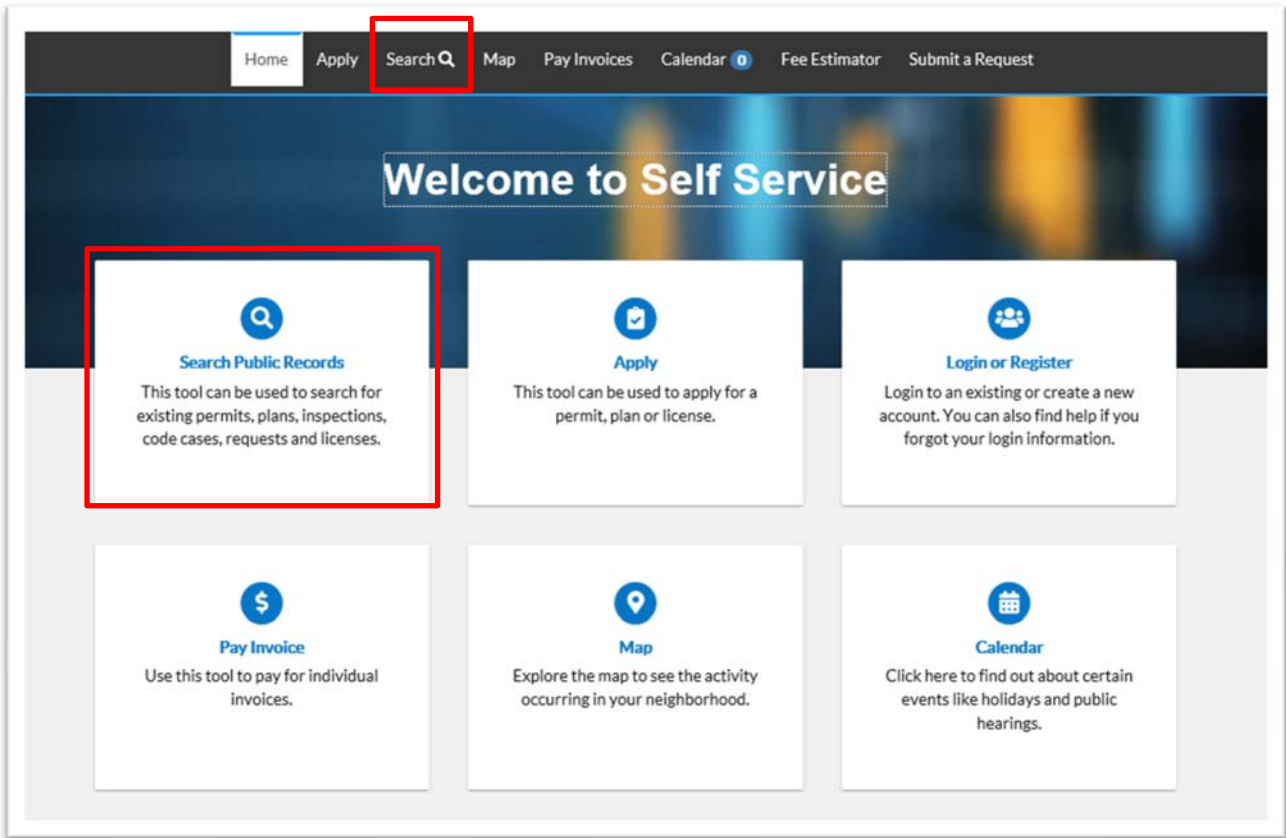 Home Apply Search Map Pay Invoices Calendar 0 Fee Estimator Submit a Request
Welcome to Self Service
Search Public Records
This tool can be used to search for
existing permits, plans, inspections,
code cases, requests and licenses.
Apply
This tool can be used to apply for a
permit, plan or license.
Login or Register
Login to an existing or create a new
account. You can also find help if you
forgot your login information.
Pay Invoice
Use this tool to pay for individual
invoices.
Map
Explore the map to see the activity
occurring in your neighborhood.
Calendar
Click here to find out about certain
events like holidays and public
hearings.